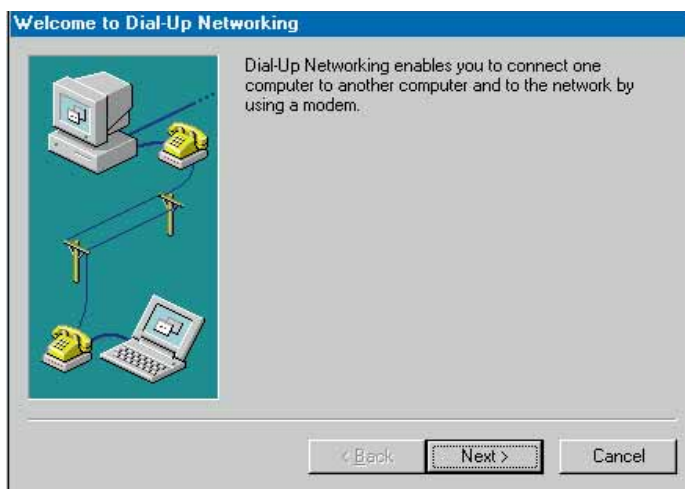 Welcome to Dial-Up Networking
Dial-Up Networking enables you to connect one
computer to another computer and to the network by
using a modem.
< Back
Next >
Cancel